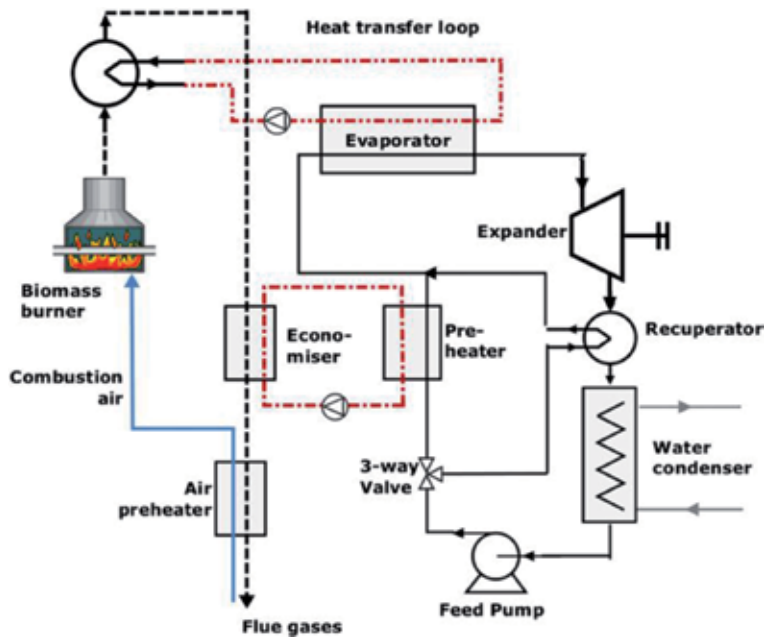 Heat transfer loop
Evaporator
Expander
Biomass
burner
Econo-
miser
Pre-
heater
Recuperator
Combustion
air
3-way
Valve
Water
condenser
Air
preheater
Feed Pump
Flue gases